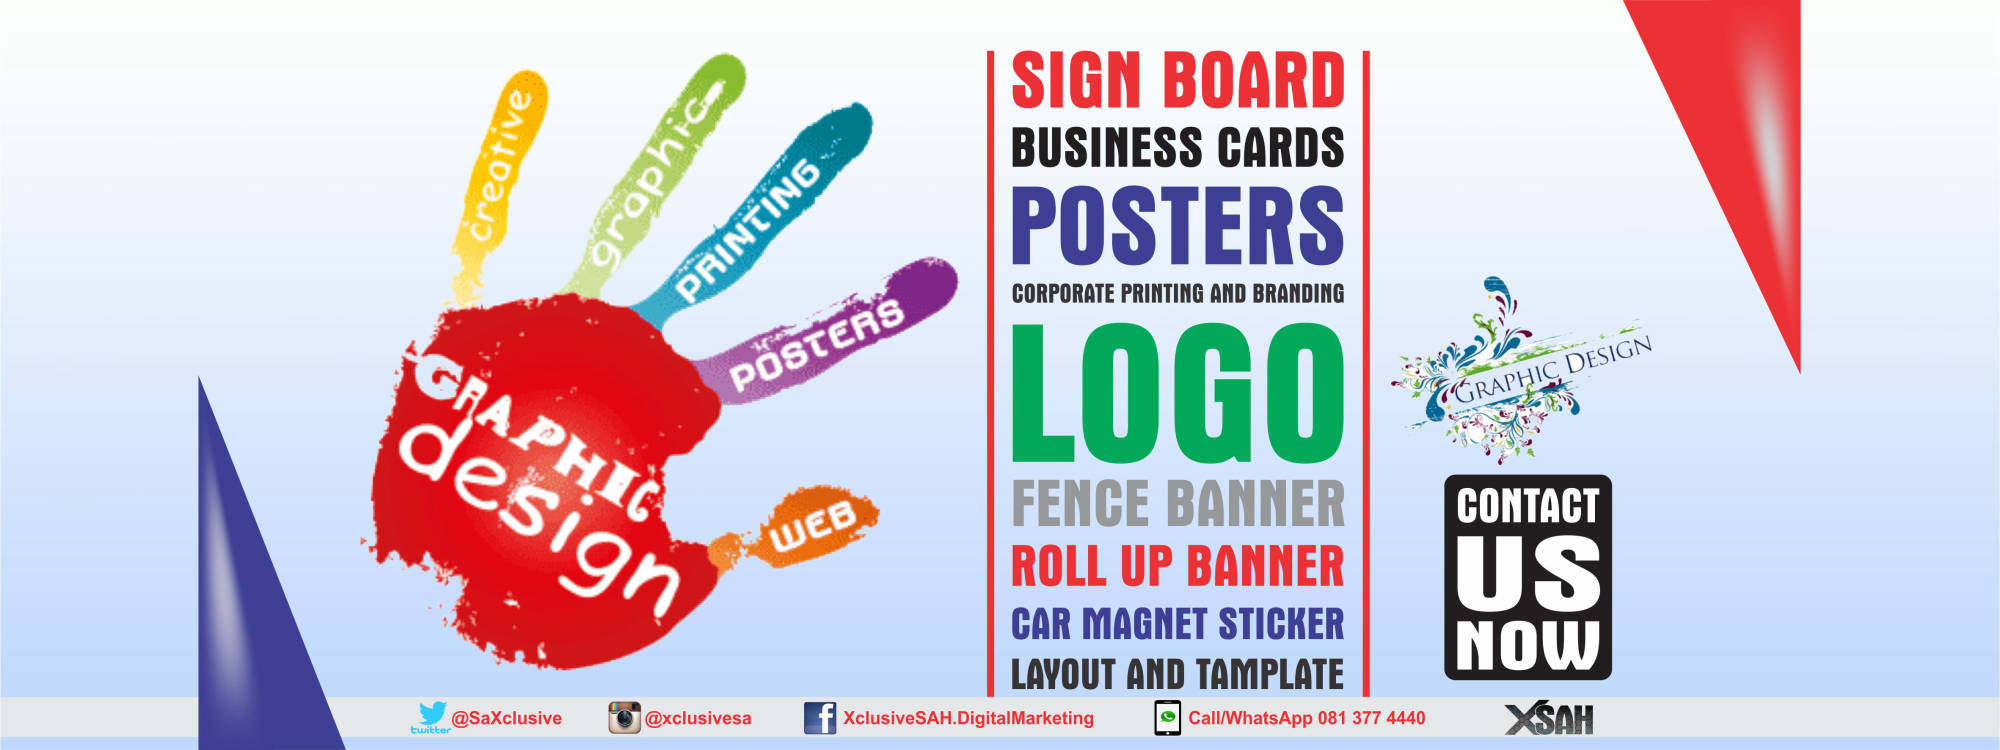 creative
graphic
PRINTING
POSTERS
GRAPHIC
design
WEB
SIGN BOARD
BUSINESS CARDS
POSTERS
CORPORATE PRINTING AND BRANDING
LOGO
FENCE BANNER
ROLL UP BANNER
CAR MAGNET STICKER
LAYOUT AND TAMPLATE
GRAPHIC DESIGN
CONTACT
US
NOW
twitter @SaXclusive @xclusivesa f XclusiveSAH.DigitalMarketing Call/WhatsApp 081 377 4440 XSAH